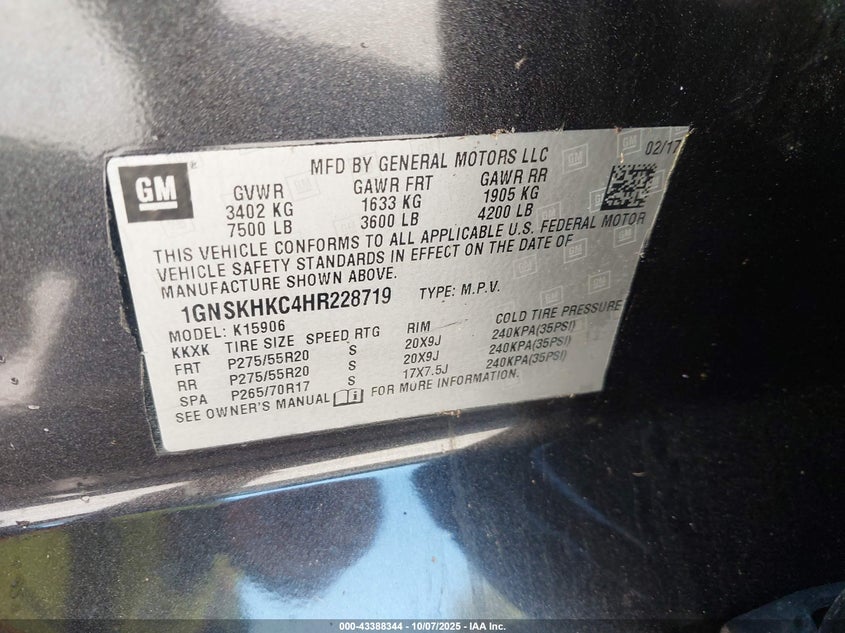 GM
MFD BY GENERAL MOTORS LLC
02/17
GVWR GAWR FRT GAWR RR
3402 KG 1633 KG 1905 KG
7500 LB 3600 LB 4200 LB
THIS VEHICLE CONFORMS TO ALL APPLICABLE U.S. FEDERAL MOTOR
VEHICLE SAFETY STANDARDS IN EFFECT ON THE DATE OF
MANUFACTURE SHOWN ABOVE.
1GNSKHKC4HR228719 TYPE: M.P.V.
MODEL: K15906
KKXK TIRE SIZE SPEED RTG RIM COLD TIRE PRESSURE
FRT P275/55R20 S 20X9J 240KPA(35PSI)
RR P275/55R20 S 20X9J 240KPA(35PSI)
SPA P265/70R17 S 17X7.5J 240KPA(35PSI)
SEE OWNER'S MANUAL FOR MORE INFORMATION.
000-43388344 - 10/07/2025 - IAA Inc.